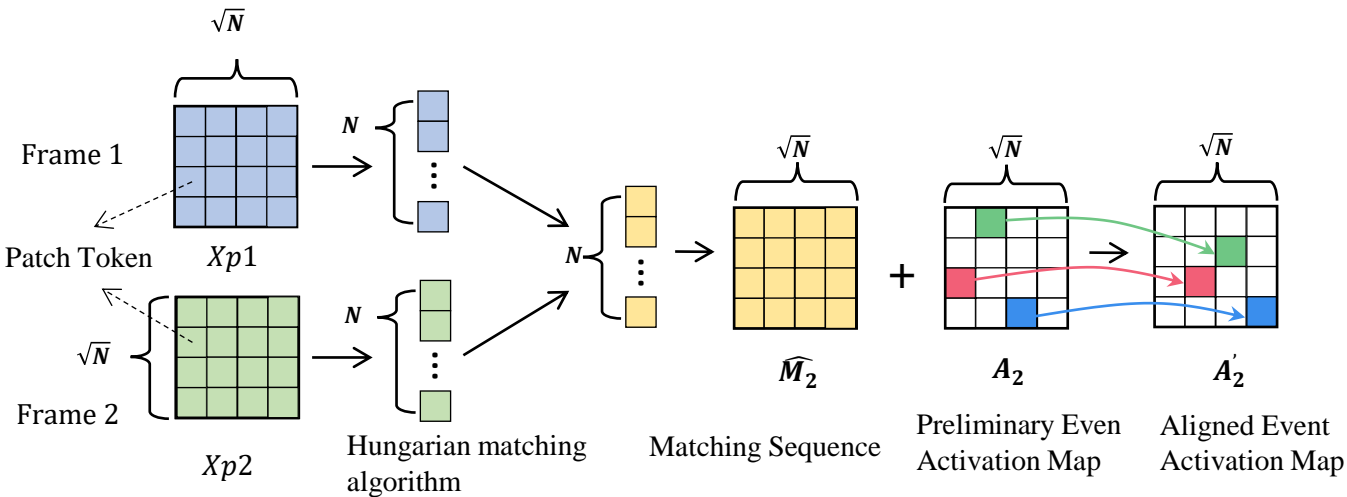 √N
Frame 1
Patch Token
Xp1
√N
Frame 2
Xp2
N
⋮
N
⋮
Hungarian matching
algorithm
N
⋮
√N
M̂₂
Matching Sequence
+
√N
A₂
Preliminary Even
Activation Map
√N
A₂′
Aligned Event
Activation Map